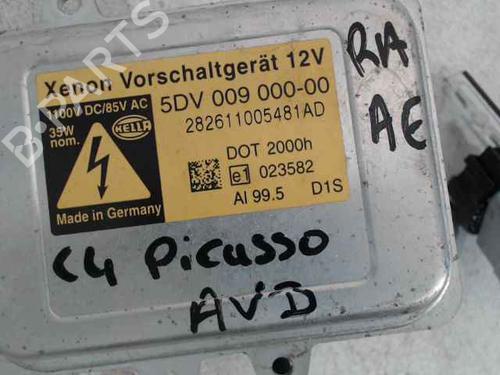 Xenon Vorschaltgerät 12V
1100V DC/85V AC
35W
nom.
HELLA
5DV 009 000-00
282611005481AD
DOT 2000h
e1 023582
AI 99.5 D1S
Made in Germany
C4 Picasso
AVD
RA
AE
B-PARTS